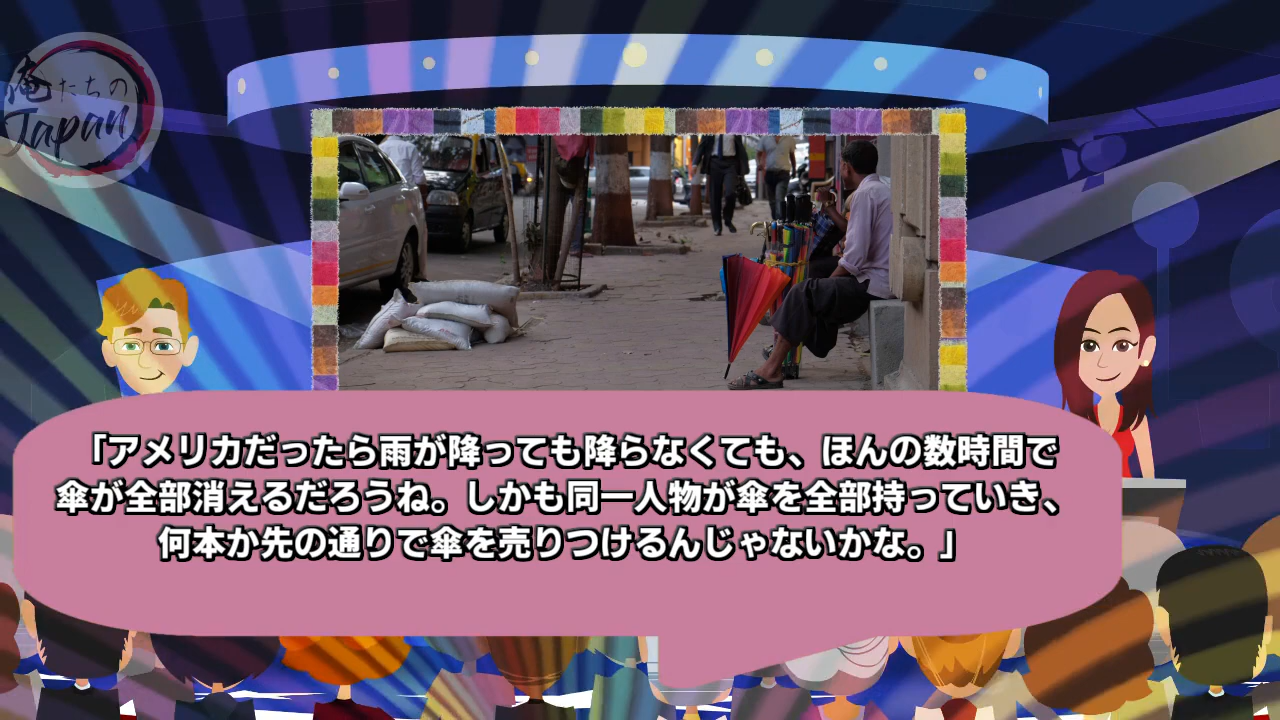 俺たちの
Japan
「アメリカだったら雨が降っても降らなくても、ほんの数時間で
傘が全部消えるだろうね。しかも同一人物が傘を全部持っていき、
何本か先の通りで傘を売りつけるんじゃないかな。」